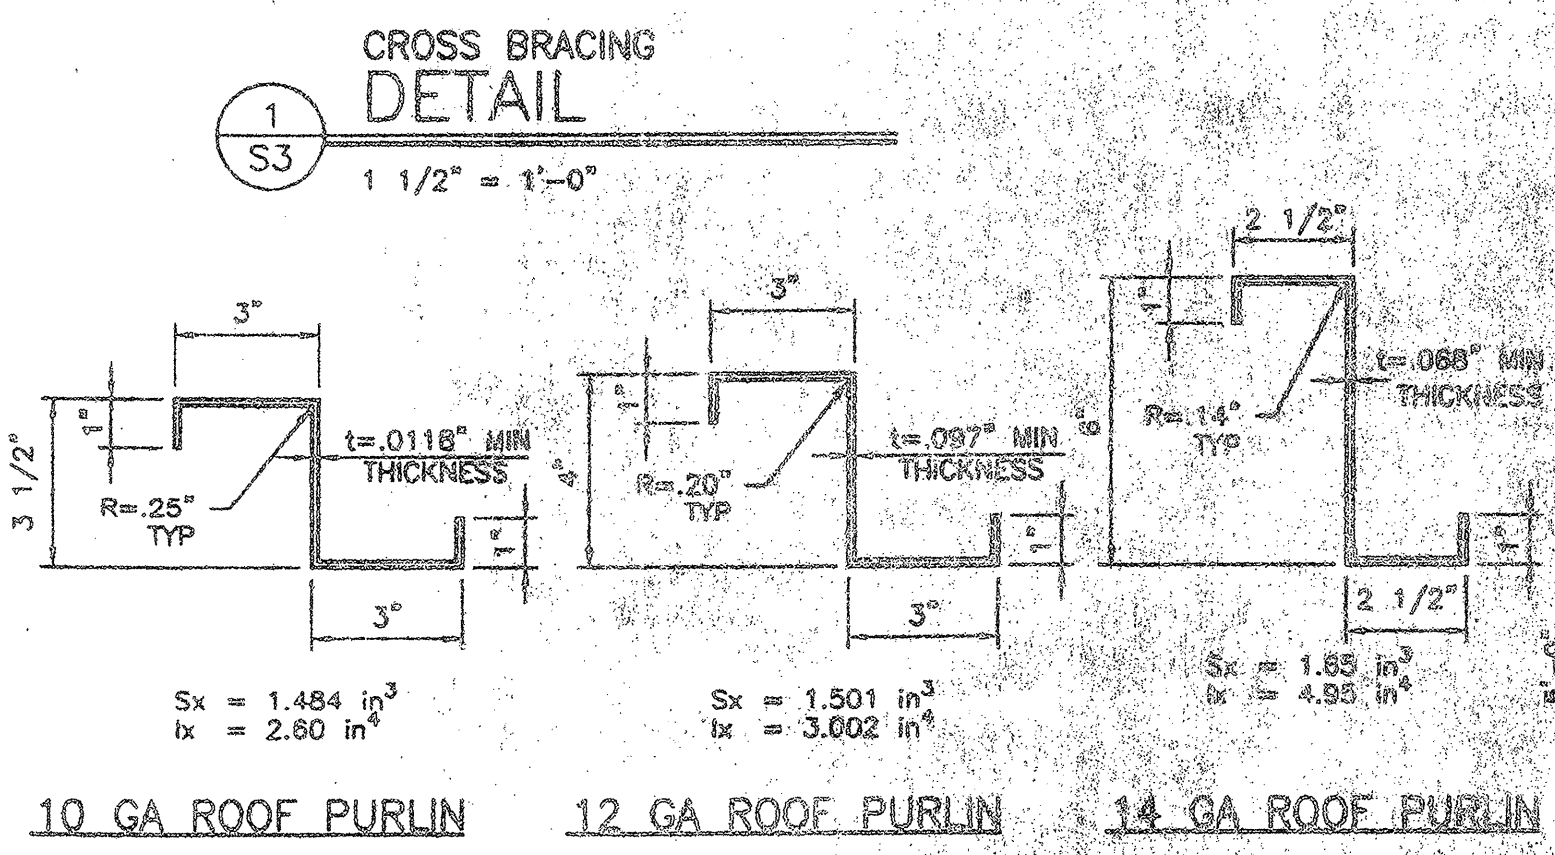 CROSS BRACING
DETAIL
1
S3
1 1/2" = 1'-0"
3"
1"
3 1/2"
t=.0118" MIN
THICKNESS
R=.25"
TYP
1"
3"
Sx = 1.484 in³
Ix = 2.60 in⁴
10 GA ROOF PURLIN
3"
1"
4"
t=.097" MIN
THICKNESS
R=.20"
TYP
1"
3"
Sx = 1.501 in³
Ix = 3.002 in⁴
12 GA ROOF PURLIN
2 1/2"
1"
6"
t=.068" MIN
THICKNESS
R=.14"
TYP
1"
2 1/2"
Sx = 1.65 in³
Ix = 4.95 in⁴
14 GA ROOF PURLIN